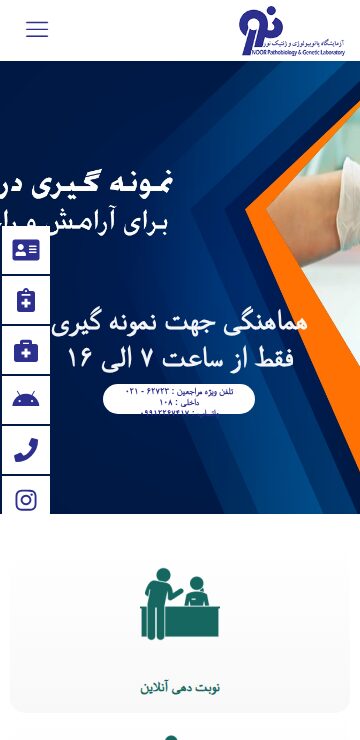 آزمایشگاه پاتوبیولوژی و ژنتیک نور
NOOR Pathobiology & Genetic Laboratory
نمونه گیری در
برای آرامش و
هماهنگی جهت نمونه گیری
فقط از ساعت ۷ الی ۱۶
تلفن ویژه مراجعین : ۶۲۷۲۳ - ۰۲۱
داخلی : ۱۰۸
نوبت دهی آنلاین